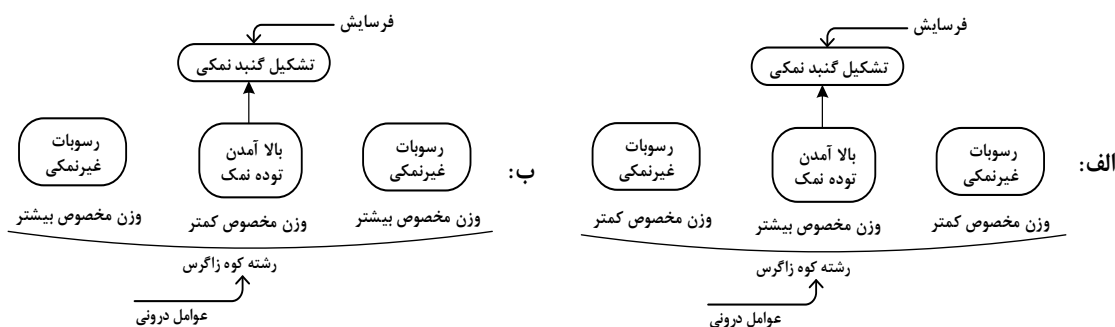 الف:
فرسایش
تشکیل گنبد نمکی
رسوبات
غیرنمکی
بالا آمدن
توده نمک
رسوبات
غیرنمکی
وزن مخصوص کمتر
وزن مخصوص بیشتر
وزن مخصوص کمتر
رشته کوه زاگرس
عوامل درونی
ب:
فرسایش
تشکیل گنبد نمکی
رسوبات
غیرنمکی
بالا آمدن
توده نمک
رسوبات
غیرنمکی
وزن مخصوص بیشتر
وزن مخصوص کمتر
وزن مخصوص بیشتر
رشته کوه زاگرس
عوامل درونی